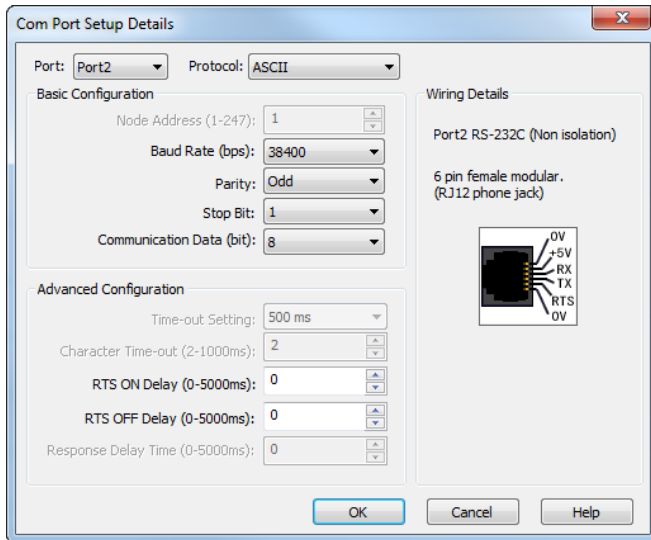 Com Port Setup Details
Port: Port2 Protocol: ASCII
Basic Configuration
Node Address (1-247): 1
Baud Rate (bps): 38400
Parity: Odd
Stop Bit: 1
Communication Data (bit): 8
Advanced Configuration
Time-out Setting: 500 ms
Character Time-out (2-1000ms): 2
RTS ON Delay (0-5000ms): 0
RTS OFF Delay (0-5000ms): 0
Response Delay Time (0-5000ms): 0
Wiring Details
Port2 RS-232C (Non isolation)
6 pin female modular.
(RJ12 phone jack)
0V
+5V
RX
TX
RTS
0V
OK Cancel Help